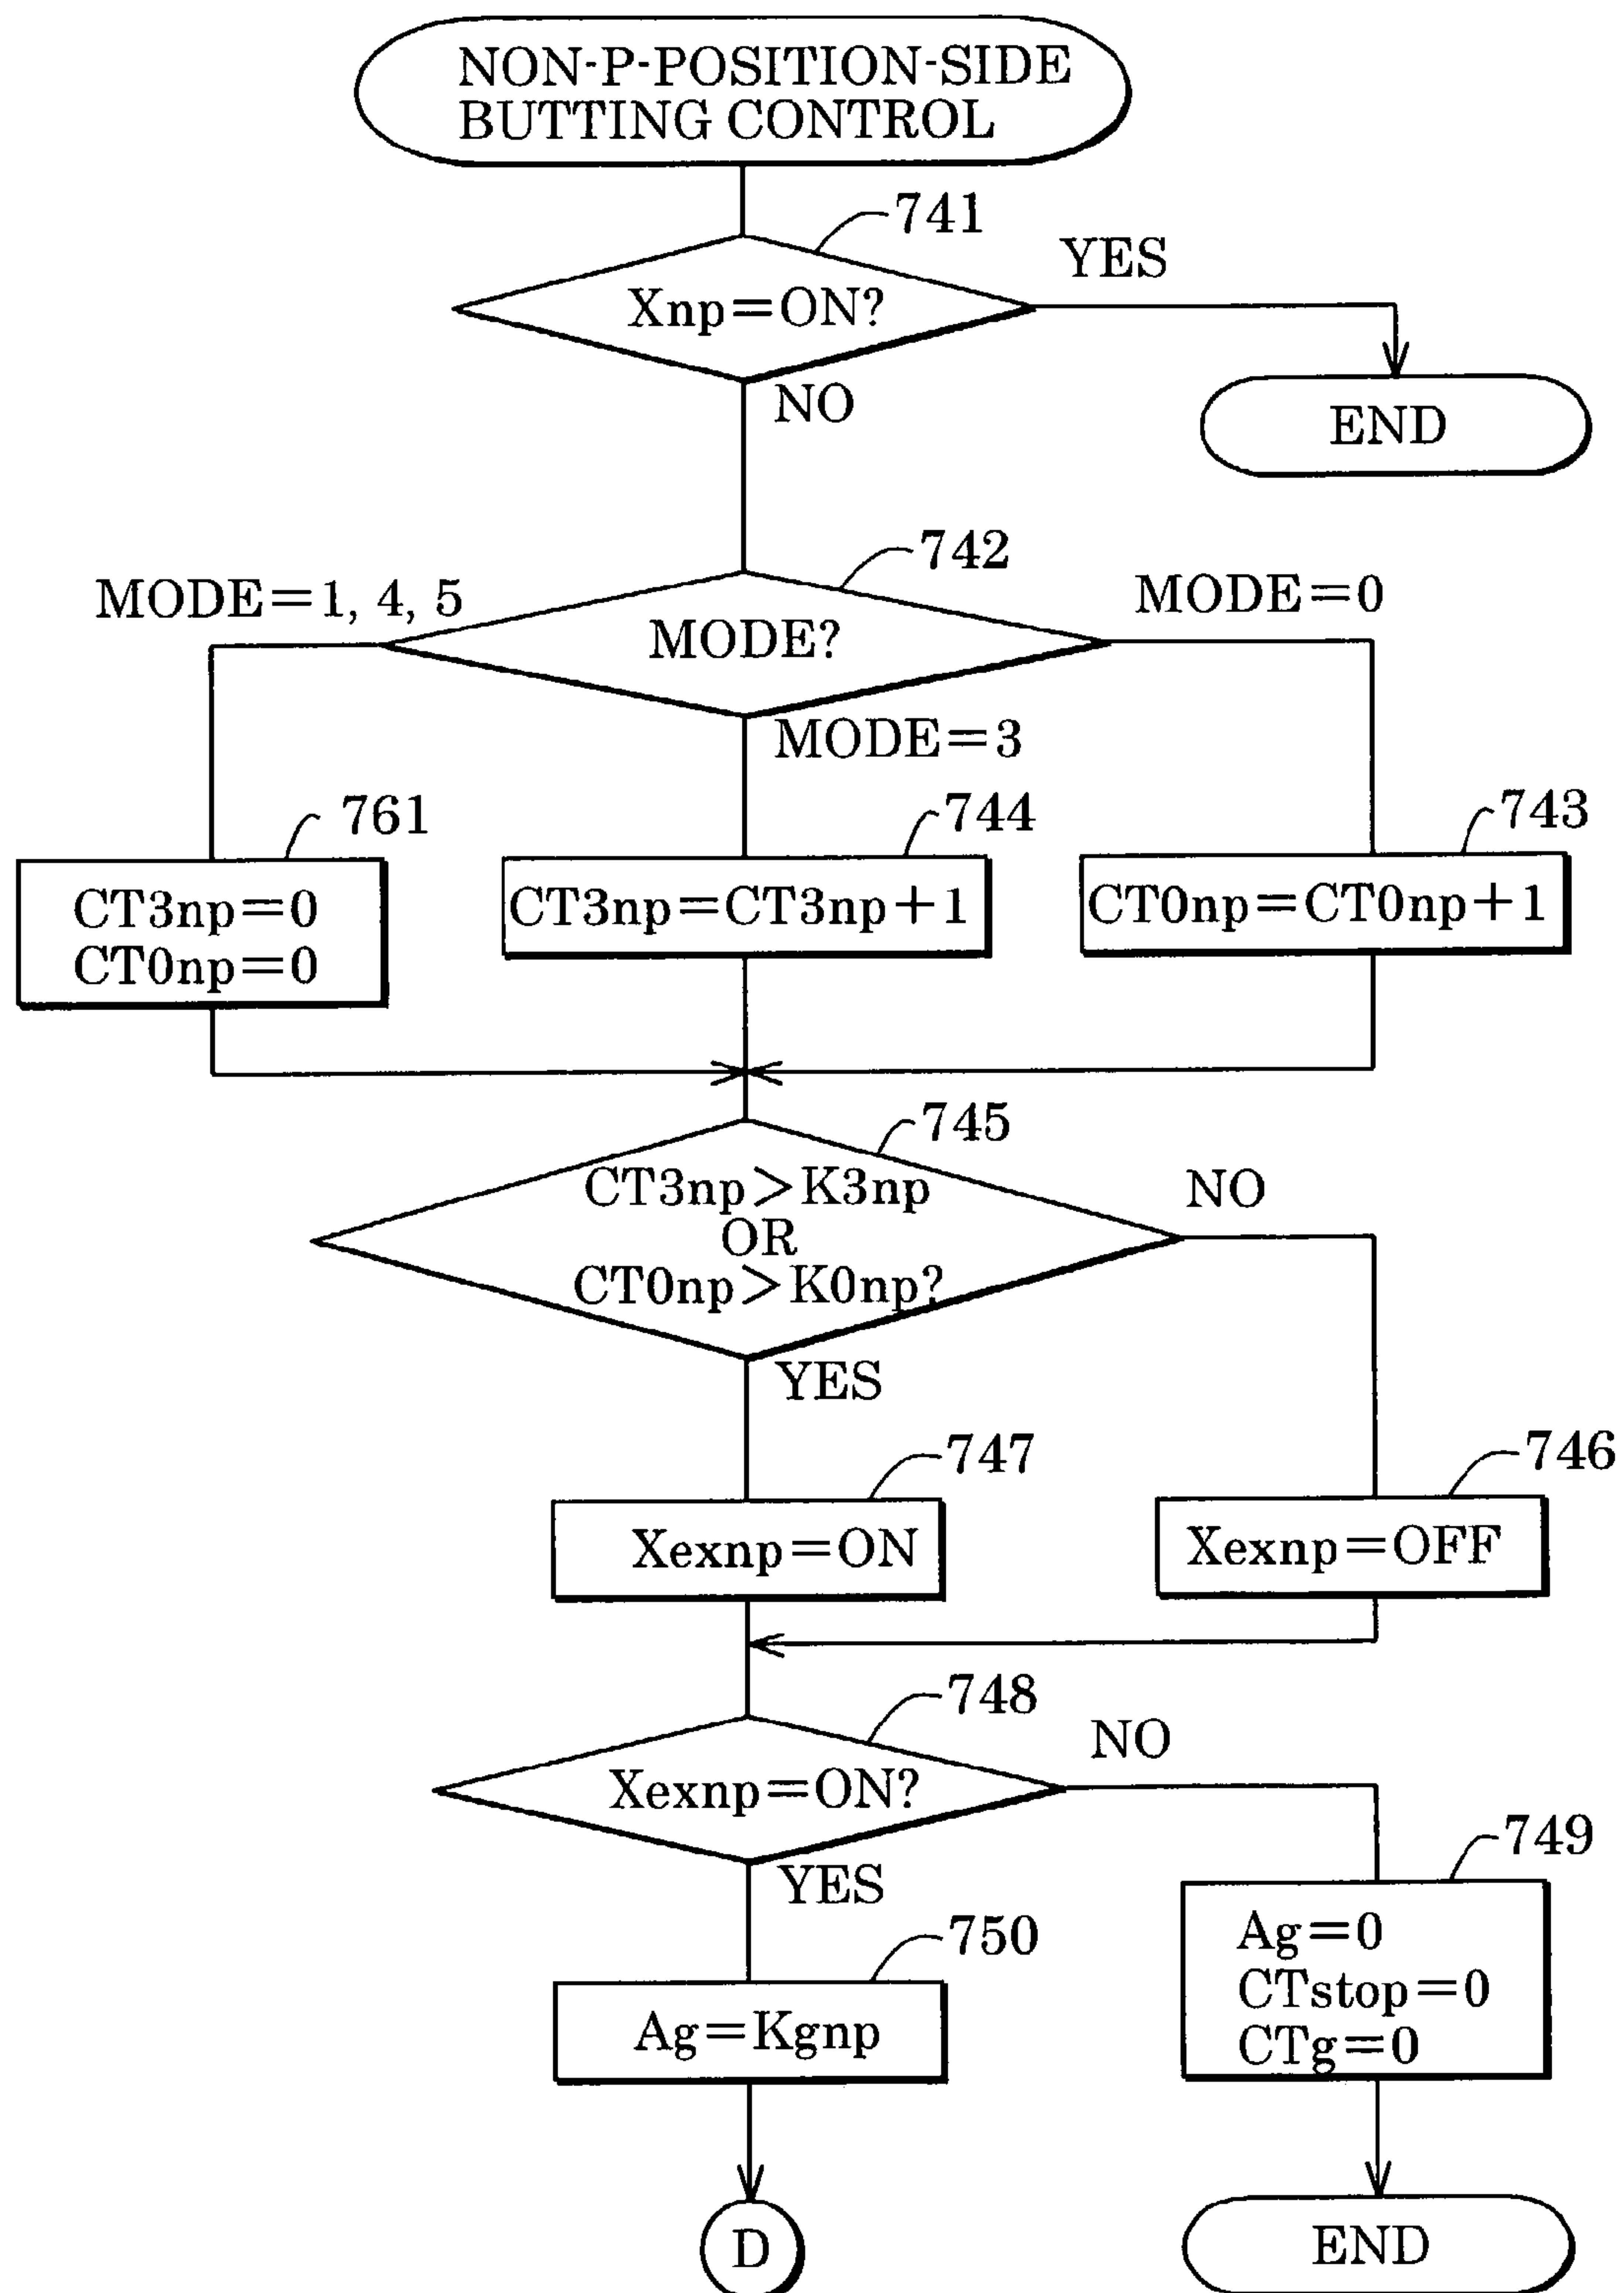 NON-P-POSITION-SIDE
BUTTING CONTROL
741
Xnp=ON?
YES
NO
END
742
MODE=1, 4, 5
MODE?
MODE=0
MODE=3
761
CT3np=0
CT0np=0
744
CT3np=CT3np+1
743
CT0np=CT0np+1
745
CT3np>K3np
OR
CT0np>K0np?
NO
YES
747
Xexnp=ON
746
Xexnp=OFF
748
Xexnp=ON?
NO
YES
749
Ag=0
CTstop=0
CTg=0
750
Ag=Kgnp
D
END